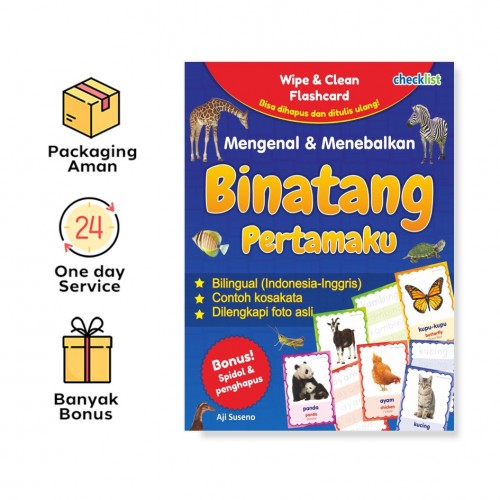 Packaging
Aman
24
One day
Service
Banyak
Bonus
Wipe & Clean
Flashcard
Bisa dihapus dan ditulis ulang!
checklist
Mengenal & Menebalkan
Binatang
Pertamaku
Bilingual (Indonesia-Inggris)
Contoh kosakata
Dilengkapi foto asli
Bonus!
Spidol &
penghapus
Aji Suseno
kupu-kupu
butterfly
panda
panda
ayam
chicken
kucing